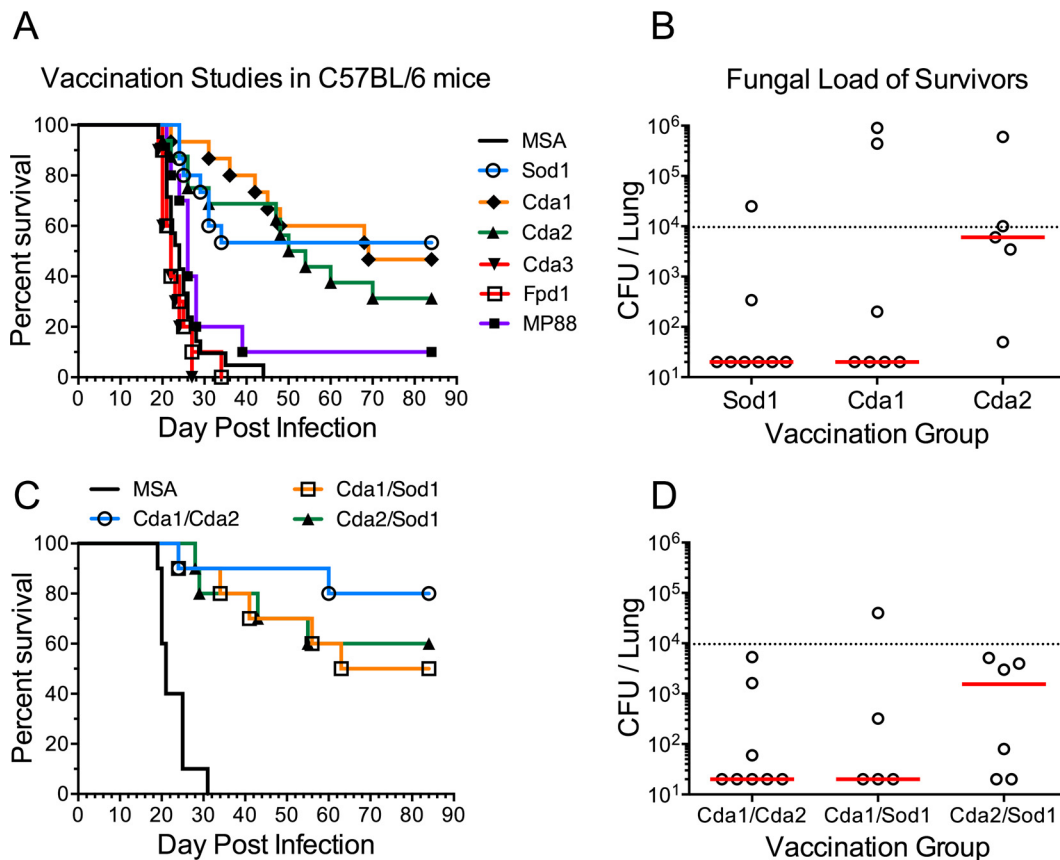 A
Vaccination Studies in C57BL/6 mice
Percent survival
100
80
60
40
20
0
0 10 20 30 40 50 60 70 80 90
Day Post Infection
MSA
Sod1
Cda1
Cda2
Cda3
Fpd1
MP88
B
Fungal Load of Survivors
CFU / Lung
10⁶
10⁵
10⁴
10³
10²
10¹
Sod1 Cda1 Cda2
Vaccination Group
C
MSA Cda1/Sod1
Cda1/Cda2 Cda2/Sod1
Percent survival
100
80
60
40
20
0
0 10 20 30 40 50 60 70 80 90
Day Post Infection
D
CFU / Lung
10⁶
10⁵
10⁴
10³
10²
10¹
Cda1/Cda2 Cda1/Sod1 Cda2/Sod1
Vaccination Group